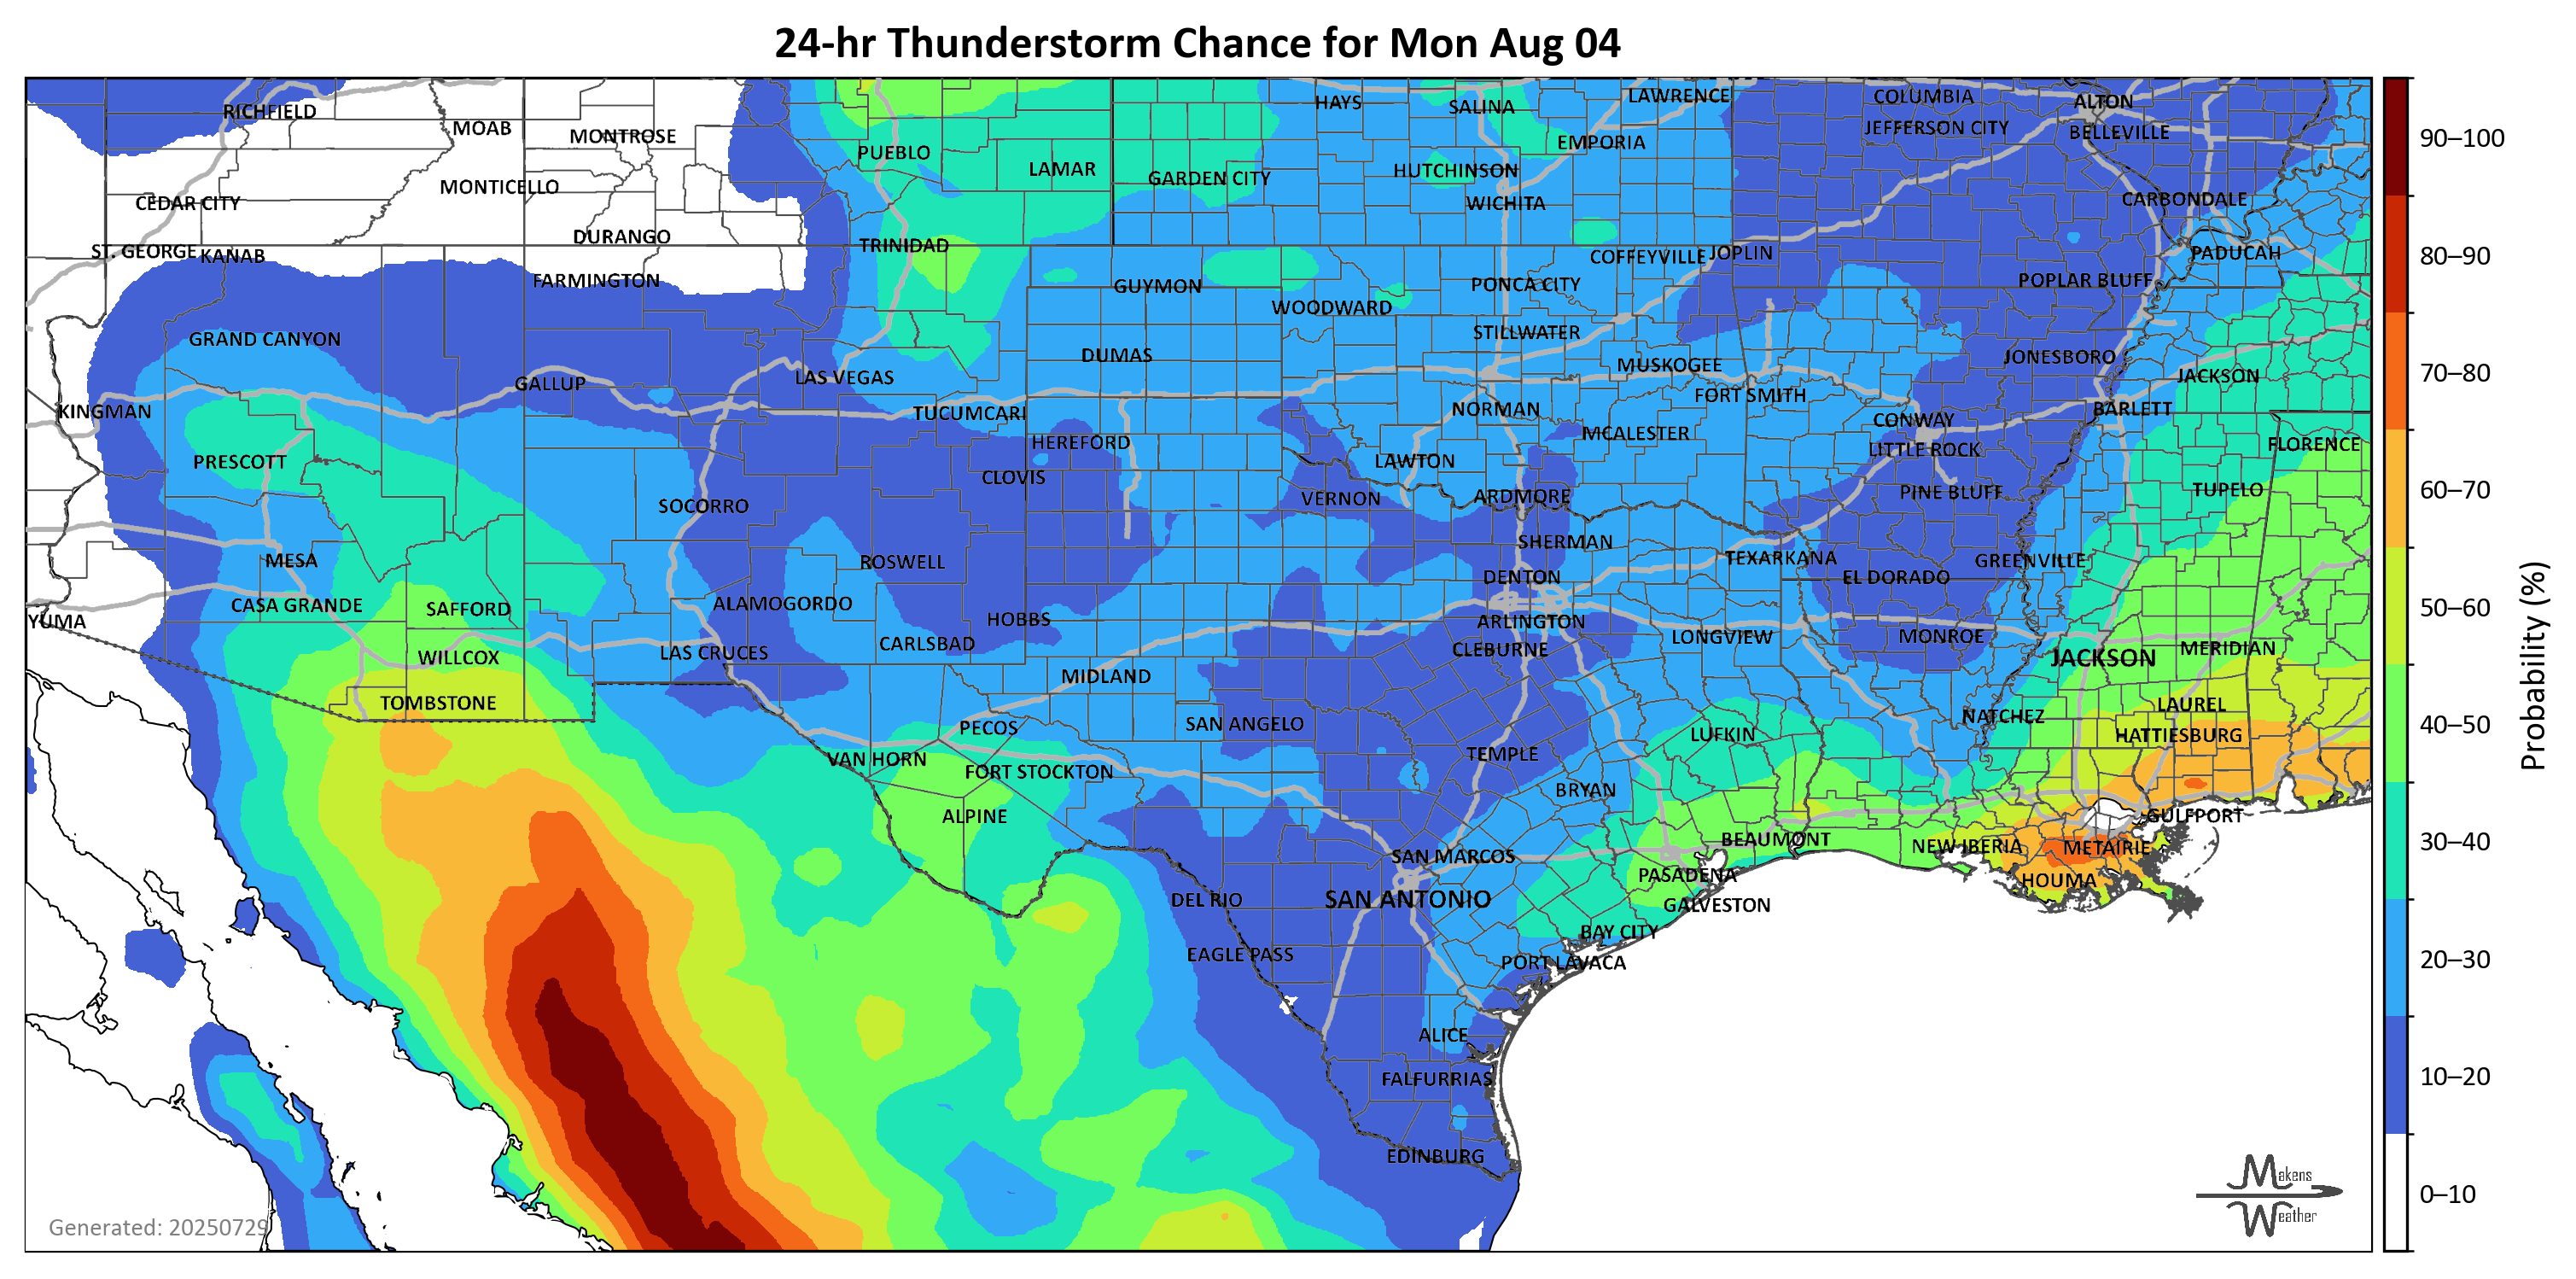 24-hr Thunderstorm Chance for Mon Aug 04
RICHFIELD
MOAB
MONTROSE
HAYS
SALINA
LAWRENCE
COLUMBIA
ALTON
JEFFERSON CITY
BELLEVILLE
PUEBLO
EMPORIA
LAMAR
GARDEN CITY
HUTCHINSON
MONTICELLO
CEDAR CITY
WICHITA
CARBONDALE
DURANGO
TRINIDAD
ST. GEORGE
KANAB
COFFEYVILLE
JOPLIN
PADUCAH
FARMINGTON
GUYMON
PONCA CITY
POPLAR BLUFF
WOODWARD
GRAND CANYON
STILLWATER
DUMAS
JONESBORO
MUSKOGEE
GALLUP
LAS VEGAS
JACKSON
FORT SMITH
KINGMAN
TUCUMCARI
NORMAN
BARLETT
CONWAY
HEREFORD
MCALESTER
FLORENCE
LITTLE ROCK
PRESCOTT
LAWTON
CLOVIS
PINE BLUFF
TUPELO
SOCORRO
VERNON
ARDMORE
SHERMAN
MESA
ROSWELL
TEXARKANA
GREENVILLE
DENTON
EL DORADO
CASA GRANDE
SAFFORD
ALAMOGORDO
YUMA
HOBBS
ARLINGTON
LONGVIEW
MONROE
CARLSBAD
CLEBURNE
WILLCOX
LAS CRUCES
JACKSON
MERIDIAN
MIDLAND
TOMBSTONE
LAUREL
PECOS
SAN ANGELO
NATCHEZ
LUFKIN
HATTIESBURG
VAN HORN
TEMPLE
FORT STOCKTON
BRYAN
ALPINE
GULFPORT
BEAUMONT
NEW IBERIA
METAIRIE
SAN MARCOS
PASADENA
HOUMA
DEL RIO
SAN ANTONIO
GALVESTON
BAY CITY
EAGLE PASS
PORT LAVACA
ALICE
FALFURRIAS
EDINBURG
Generated: 20250729
Makens
Weather
90–100
80–90
70–80
60–70
50–60
40–50
30–40
20–30
10–20
0–10
Probability (%)